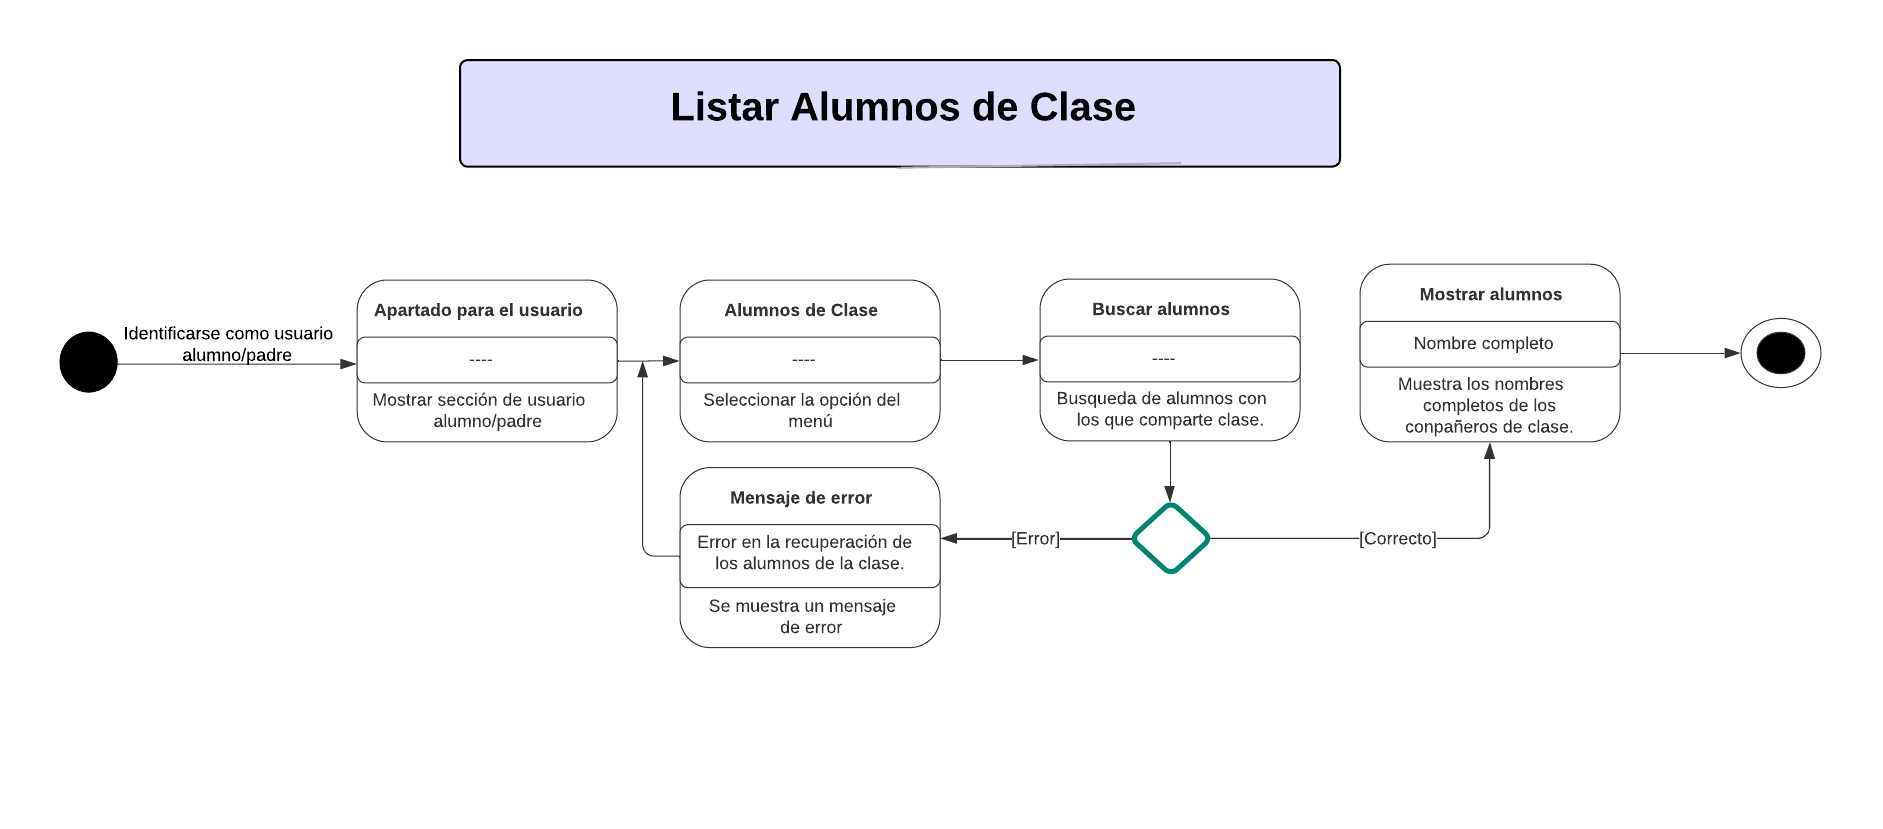 Listar Alumnos de Clase
Identificarse como usuario
alumno/padre
Apartado para el usuario
----
Mostrar sección de usuario
alumno/padre
Alumnos de Clase
----
Seleccionar la opción del
menú
Buscar alumnos
----
Busqueda de alumnos con
los que comparte clase.
Mostrar alumnos
Nombre completo
Muestra los nombres
completos de los
conpañeros de clase.
Mensaje de error
Error en la recuperación de
los alumnos de la clase.
Se muestra un mensaje
de error
[Error]
[Correcto]